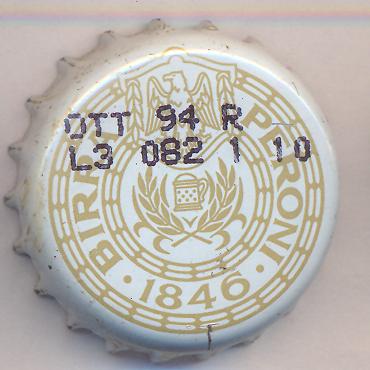 OTT 94 R
L3 082 1 10
BIRRA PERONI
· 1846 ·